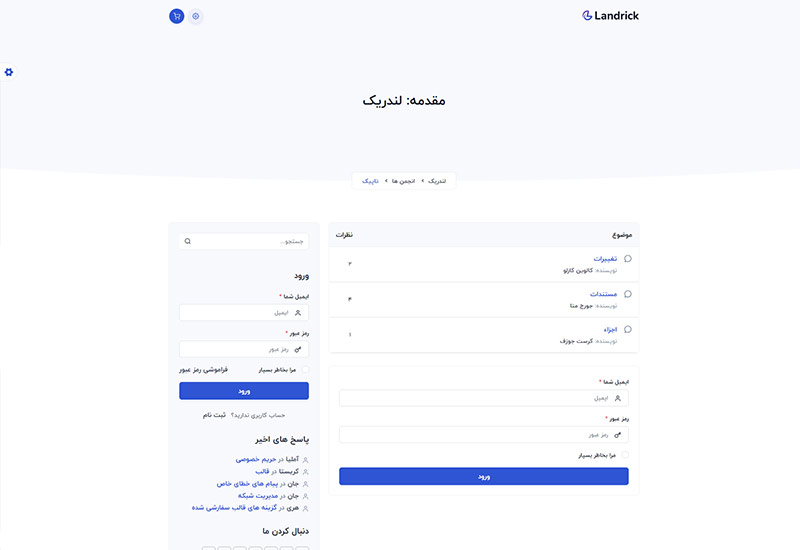 Landrick
مقدمه: لندریک
لندریک > انجمن ها > تاپیک
موضوع نظرات
تغییرات
نویسنده: کالوین کارلو
۲
مستندات
نویسنده: جورج متا
۴
اجزاء
نویسنده: کرست جوزف
۱
ایمیل شما *
ایمیل
رمز عبور *
رمز عبور
مرا بخاطر بسپار
ورود
جستجو...
ورود
ایمیل شما *
ایمیل
رمز عبور *
رمز عبور
مرا بخاطر بسپار فراموشی رمز عبور
ورود
حساب کاربری ندارید؟ ثبت نام
پاسخ های اخیر
آملیا در حریم خصوصی
کریستا در قالب
جان در پیام های خطای خاص
جان در مدیریت شبکه
هری در گزینه های قالب سفارشی شده
دنبال کردن ما